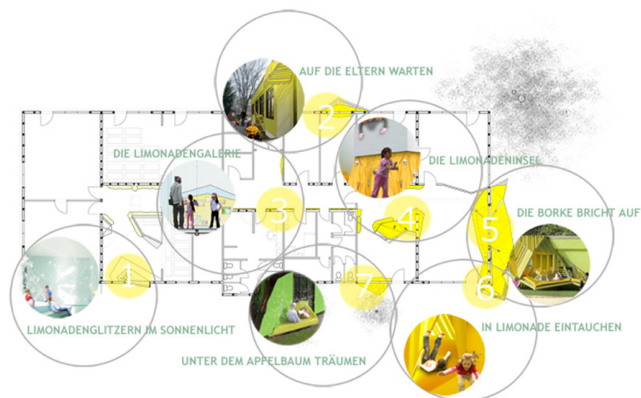 AUF DIE ELTERN WARTEN
2
DIE LIMONADENGALERIE
DIE LIMONADENINSEL
3
4
DIE BORKE BRICHT AUF
5
1
7
6
LIMONADENGLITZERN IM SONNENLICHT
IN LIMONADE EINTAUCHEN
UNTER DEM APFELBAUM TRÄUMEN